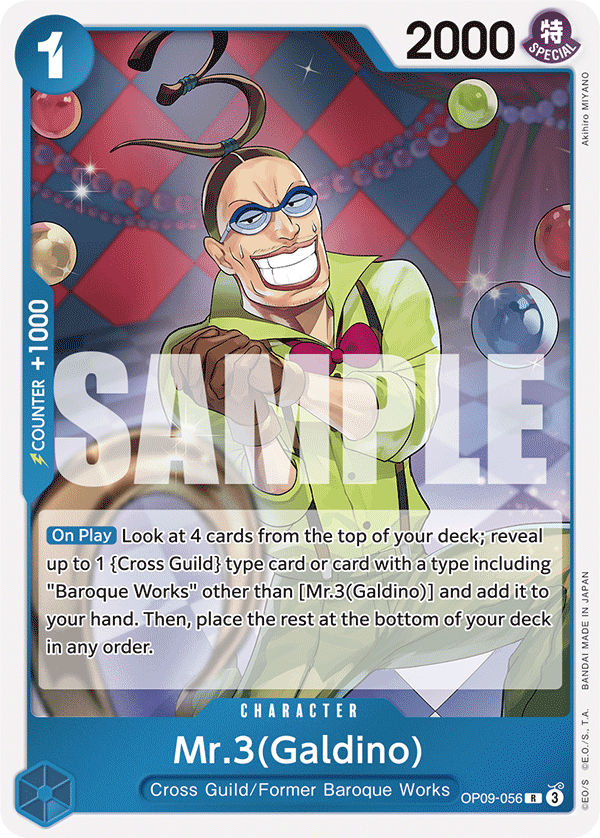 1
2000
特
SPECIAL
Akihiro MIYANO
COUNTER +1000
SAMPLE
On Play Look at 4 cards from the top of your deck; reveal
up to 1 {Cross Guild} type card or card with a type including
"Baroque Works" other than [Mr.3(Galdino)] and add it to
your hand. Then, place the rest at the bottom of your deck
in any order.
CHARACTER
Mr.3(Galdino)
Cross Guild/Former Baroque Works
OP09-056 R 3
©E.O/S ©E.O./S., T.A. BANDAI MADE IN JAPAN